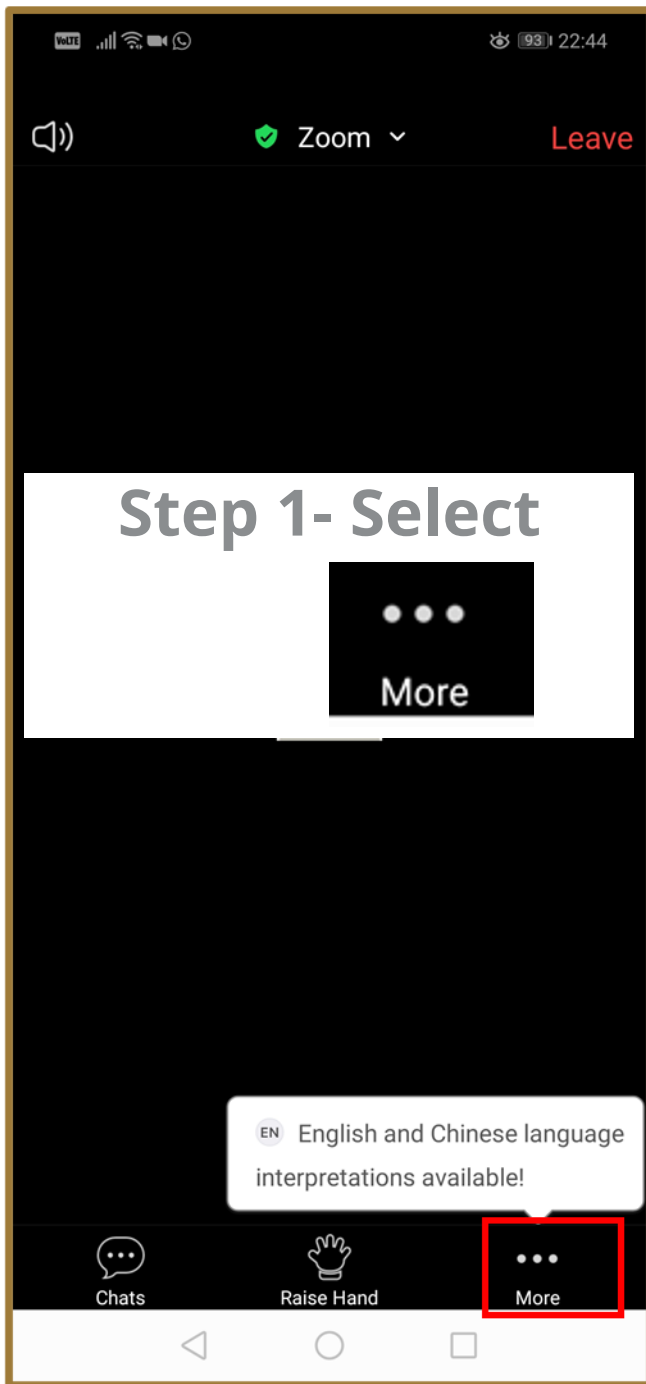 VoLTE 93 22:44
Zoom Leave
Step 1- Select
More
EN English and Chinese language
interpretations available!
Chats Raise Hand More